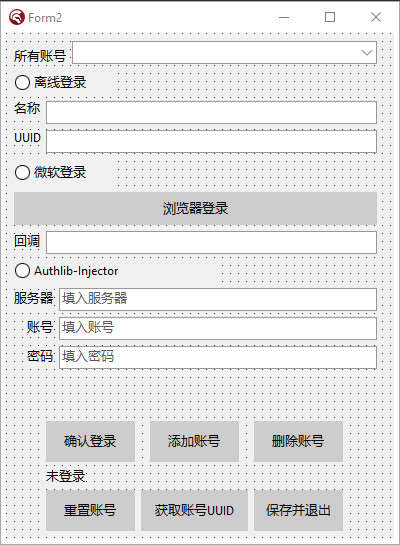 Form2
所有账号
离线登录
名称
UUID
微软登录
浏览器登录
回调
Authlib-Injector
服务器 填入服务器
账号 填入账号
密码 填入密码
确认登录 添加账号 删除账号
未登录
重置账号 获取账号UUID 保存并退出